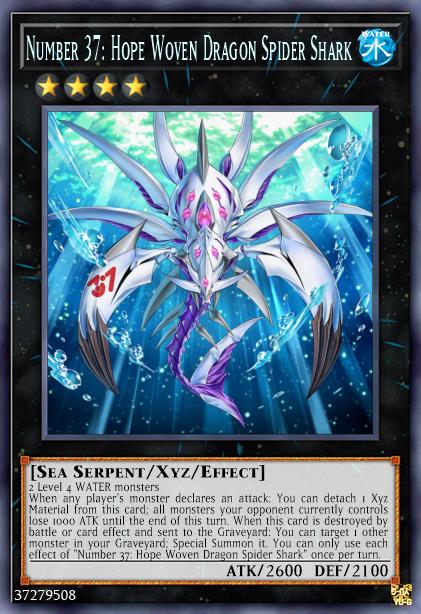 Number 37: Hope Woven Dragon Spider Shark
WATER
水
37
[Sea Serpent/Xyz/Effect]
2 Level 4 WATER monsters
When any player's monster declares an attack: You can detach 1 Xyz
Material from this card; all monsters your opponent currently controls
lose 1000 ATK until the end of this turn. When this card is destroyed by
battle or card effect and sent to the Graveyard: You can target 1 other
monster in your Graveyard; Special Summon it. You can only use each
effect of "Number 37: Hope Woven Dragon Spider Shark" once per turn.
ATK/2600 DEF/2100
37279508